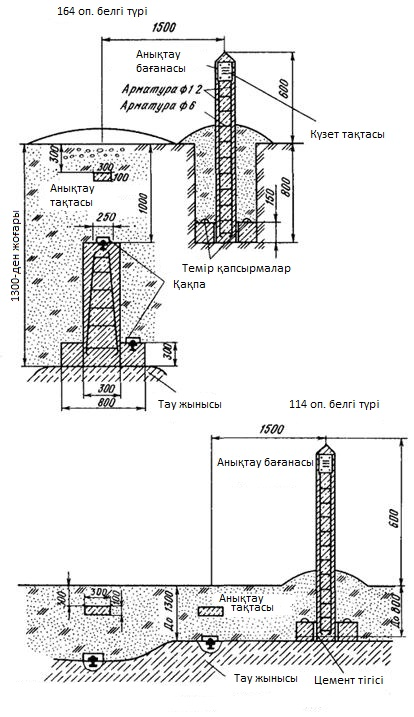 164 оп. белгі түрі
1500
Анықтау
бағанасы
Арматура ф12
Арматура ф6
600
Күзет тақтасы
300
300
100
Анықтау
тақтасы
1000
800
150
250
1300-ден жоғары
Темір қапсырмалар
Қақпа
300
300
800
Тау жынысы
114 оп. белгі түрі
1500
Анықтау бағанасы
600
300
300
100
До 1300
Анықтау
тақтасы
До 800
Тау жынысы
Цемент тігісі